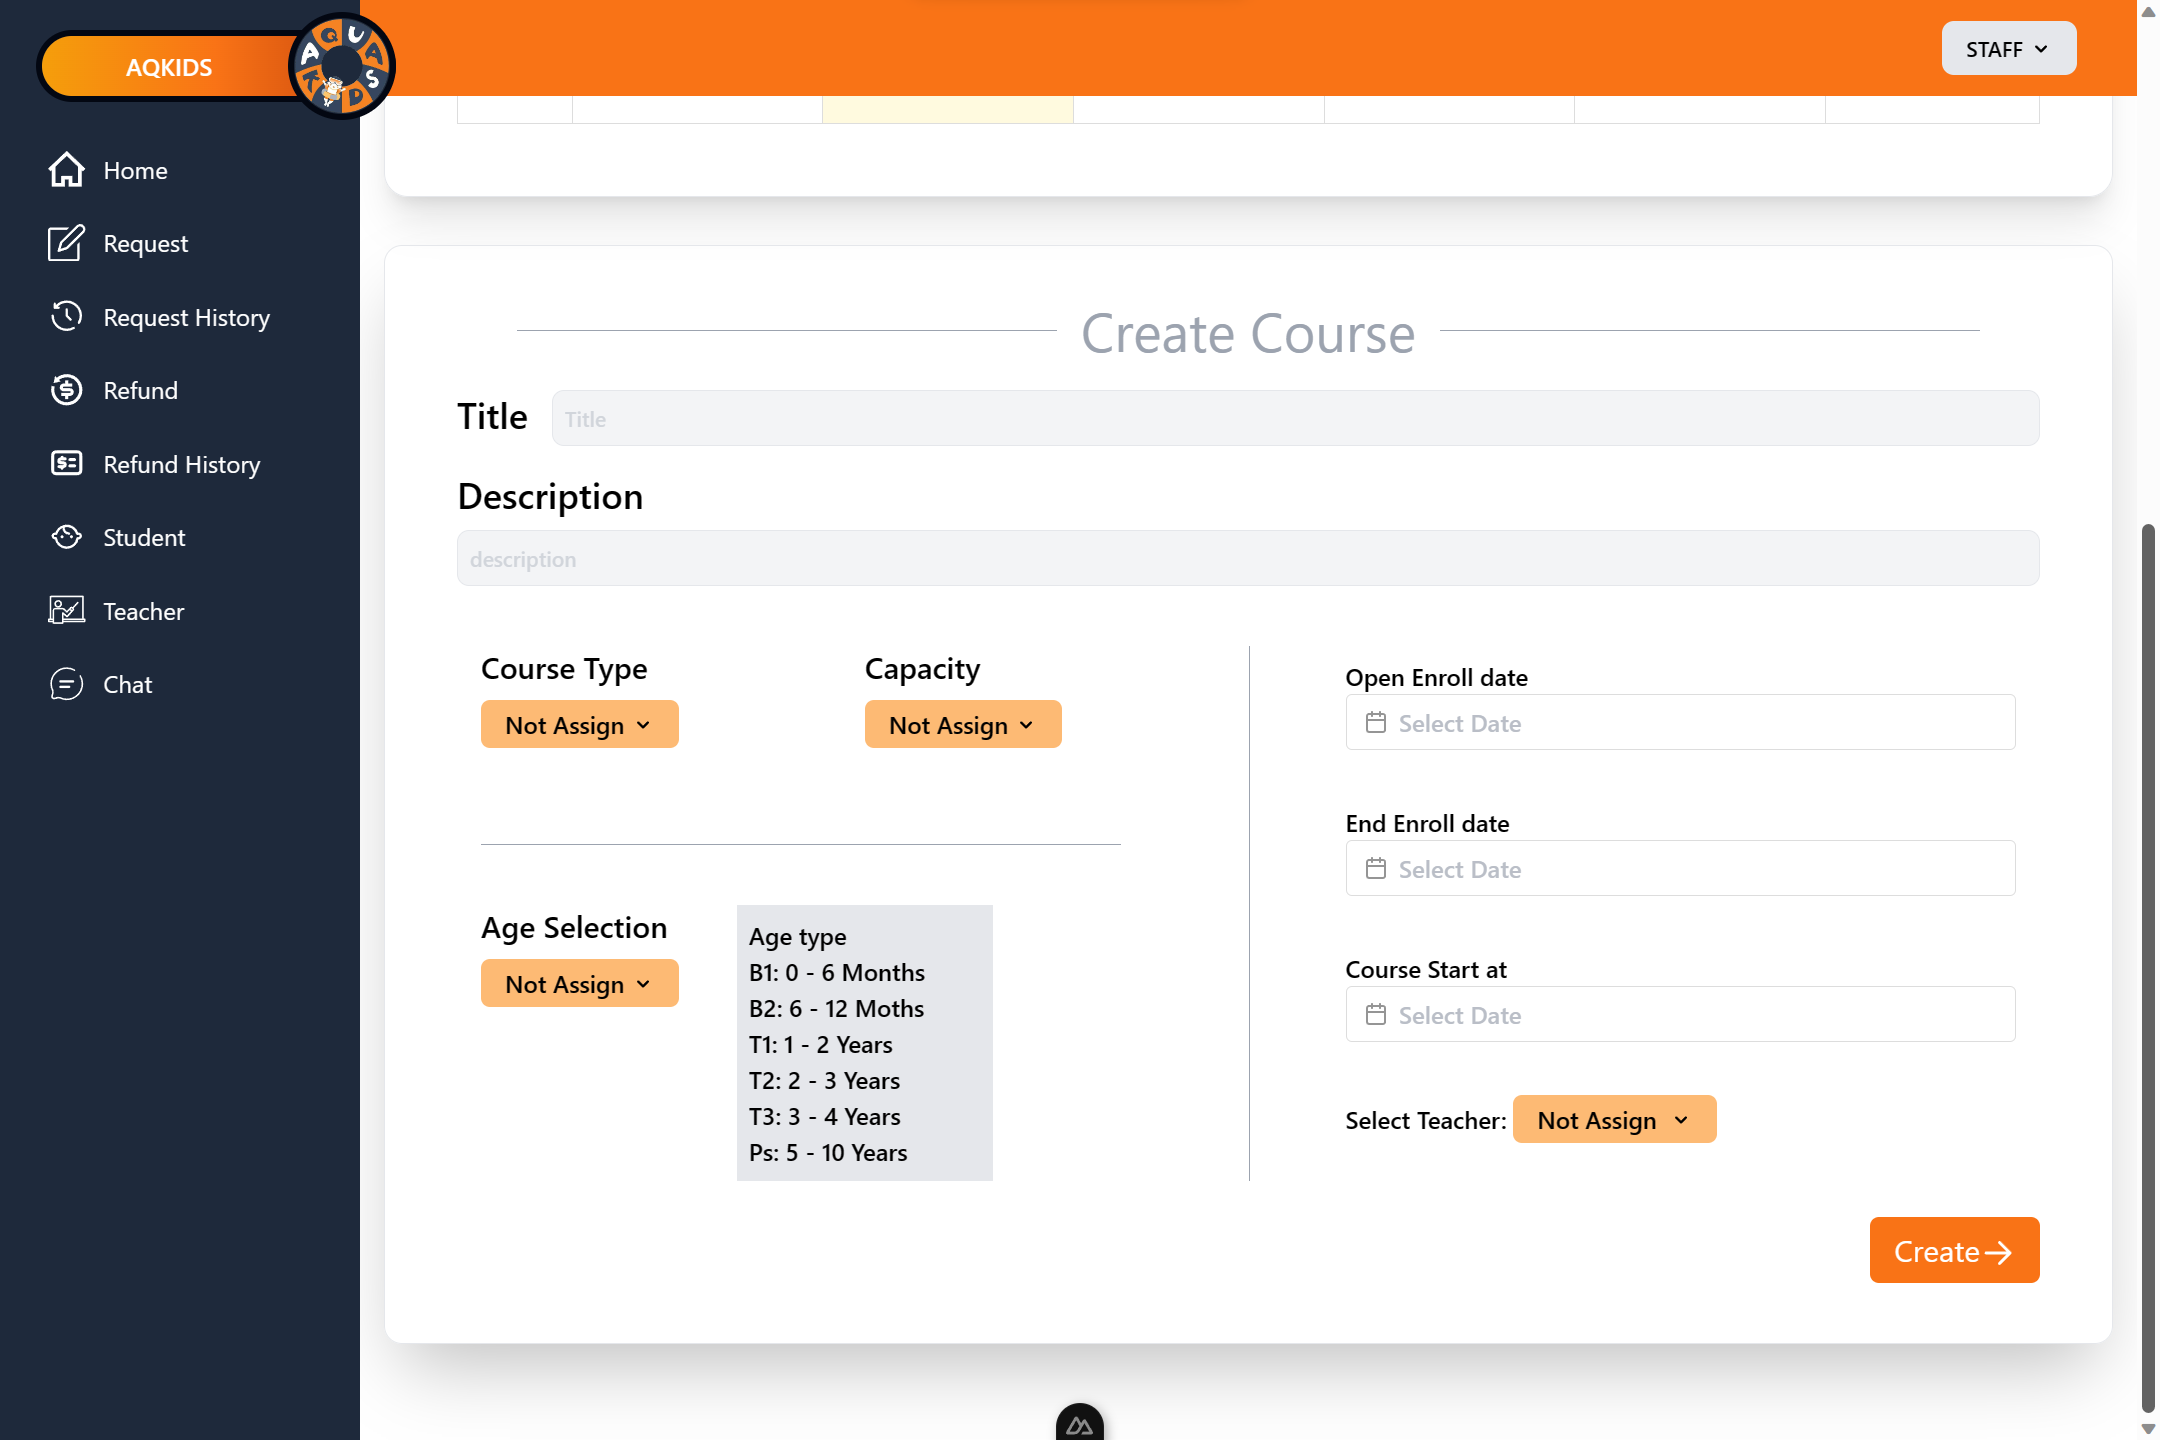 AQKIDS
AQUAKIDS
STAFF
Home
Request
Request History
Refund
Refund History
Student
Teacher
Chat
Create Course
Title
Title
Description
description
Course Type
Not Assign
Capacity
Not Assign
Age Selection
Not Assign
Age type
B1: 0 - 6 Months
B2: 6 - 12 Moths
T1: 1 - 2 Years
T2: 2 - 3 Years
T3: 3 - 4 Years
Ps: 5 - 10 Years
Open Enroll date
Select Date
End Enroll date
Select Date
Course Start at
Select Date
Select Teacher: Not Assign
Create